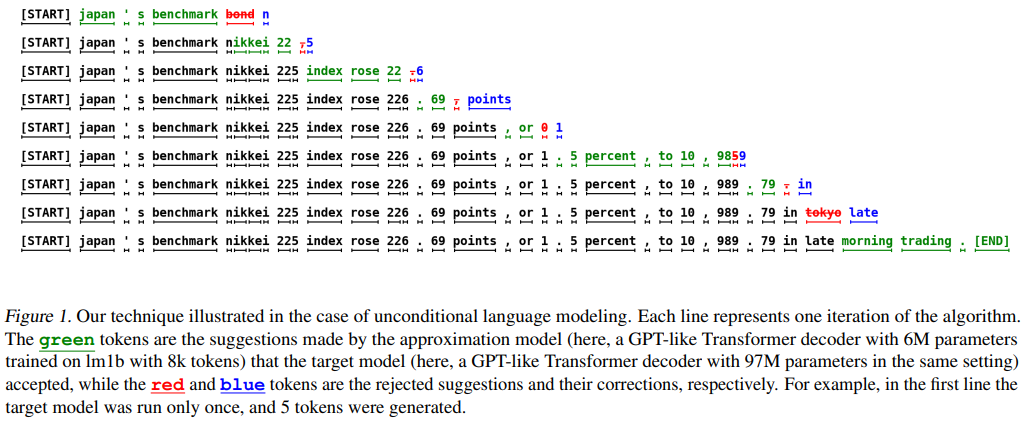 [START] japan ' s benchmark bond n
[START] japan ' s benchmark nikkei 22 5
[START] japan ' s benchmark nikkei 225 index rose 22 6
[START] japan ' s benchmark nikkei 225 index rose 226 . 69 points
[START] japan ' s benchmark nikkei 225 index rose 226 . 69 points , or 0 1
[START] japan ' s benchmark nikkei 225 index rose 226 . 69 points , or 1 . 5 percent , to 10 , 9859
[START] japan ' s benchmark nikkei 225 index rose 226 . 69 points , or 1 . 5 percent , to 10 , 989 . 79 in
[START] japan ' s benchmark nikkei 225 index rose 226 . 69 points , or 1 . 5 percent , to 10 , 989 . 79 in tokyo late
[START] japan ' s benchmark nikkei 225 index rose 226 . 69 points , or 1 . 5 percent , to 10 , 989 . 79 in late morning trading . [END]
Figure 1. Our technique illustrated in the case of unconditional language modeling. Each line represents one iteration of the algorithm.
The green tokens are the suggestions made by the approximation model (here, a GPT-like Transformer decoder with 6M parameters
trained on lm1b with 8k tokens) that the target model (here, a GPT-like Transformer decoder with 97M parameters in the same setting)
accepted, while the red and blue tokens are the rejected suggestions and their corrections, respectively. For example, in the first line the
target model was run only once, and 5 tokens were generated.